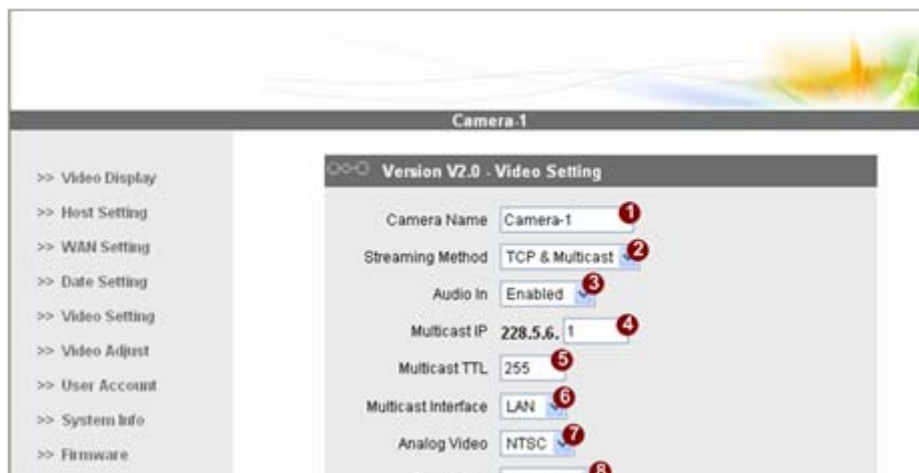 Camera-1
>> Video Display
>> Host Setting
>> WAN Setting
>> Date Setting
>> Video Setting
>> Video Adjust
>> User Account
>> System Info
>> Firmware
Version V2.0 - Video Setting
Camera Name Camera-1 1
Streaming Method TCP & Multicast 2
Audio In Enabled 3
Multicast IP 228.5.6. 1 4
Multicast TTL 255 5
Multicast Interface LAN 6
Analog Video NTSC 7
8